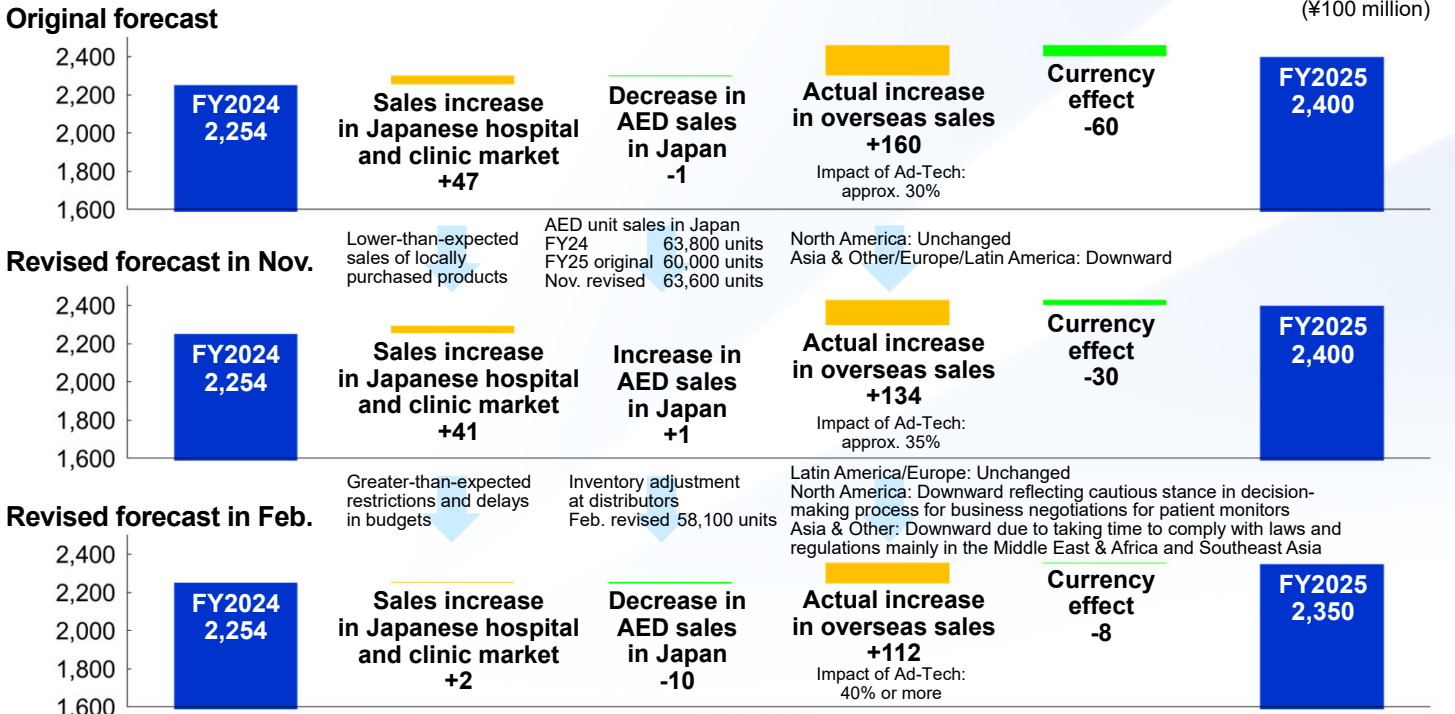 (¥100 million)
Original forecast
2,400
2,200
2,000
1,800
1,600
FY2024
2,254
Sales increase
in Japanese hospital
and clinic market
+47
Decrease in
AED sales
in Japan
-1
Actual increase
in overseas sales
+160
Impact of Ad-Tech:
approx. 30%
Currency
effect
-60
FY2025
2,400
Lower-than-expected
sales of locally
purchased products
AED unit sales in Japan
FY24 63,800 units
FY25 original 60,000 units
Nov. revised 63,600 units
North America: Unchanged
Asia & Other/Europe/Latin America: Downward
Revised forecast in Nov.
2,400
2,200
2,000
1,800
1,600
FY2024
2,254
Sales increase
in Japanese hospital
and clinic market
+41
Increase in
AED sales
in Japan
+1
Actual increase
in overseas sales
+134
Impact of Ad-Tech:
approx. 35%
Currency
effect
-30
FY2025
2,400
Greater-than-expected
restrictions and delays
in budgets
Inventory adjustment
at distributors
Feb. revised 58,100 units
Latin America/Europe: Unchanged
North America: Downward reflecting cautious stance in decision-
making process for business negotiations for patient monitors
Asia & Other: Downward due to taking time to comply with laws and
regulations mainly in the Middle East & Africa and Southeast Asia
Revised forecast in Feb.
2,400
2,200
2,000
1,800
1,600
FY2024
2,254
Sales increase
in Japanese hospital
and clinic market
+2
Decrease in
AED sales
in Japan
-10
Actual increase
in overseas sales
+112
Impact of Ad-Tech:
40% or more
Currency
effect
-8
FY2025
2,350